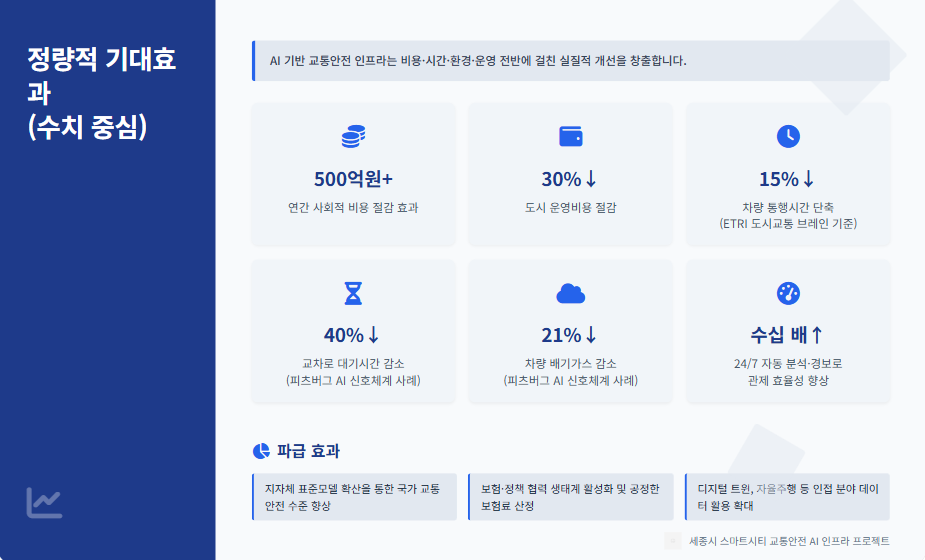 정량적 기대효
과
(수치 중심)
AI 기반 교통안전 인프라는 비용·시간·환경·운영 전반에 걸친 실질적 개선을 창출합니다.
500억원+
연간 사회적 비용 절감 효과
30%↓
도시 운영비용 절감
15%↓
차량 통행시간 단축
(ETRI 도시교통 브레인 기준)
40%↓
교차로 대기시간 감소
(피츠버그 AI 신호체계 사례)
21%↓
차량 배기가스 감소
(피츠버그 AI 신호체계 사례)
수십 배↑
24/7 자동 분석·경보로
관제 효율성 향상
파급 효과
지자체 표준모델 확산을 통한 국가 교통
안전 수준 향상
보험·정책 협력 생태계 활성화 및 공정한
보험료 산정
디지털 트윈, 자율주행 등 인접 분야 데이
터 활용 확대
세종시 스마트시티 교통안전 AI 인프라 프로젝트